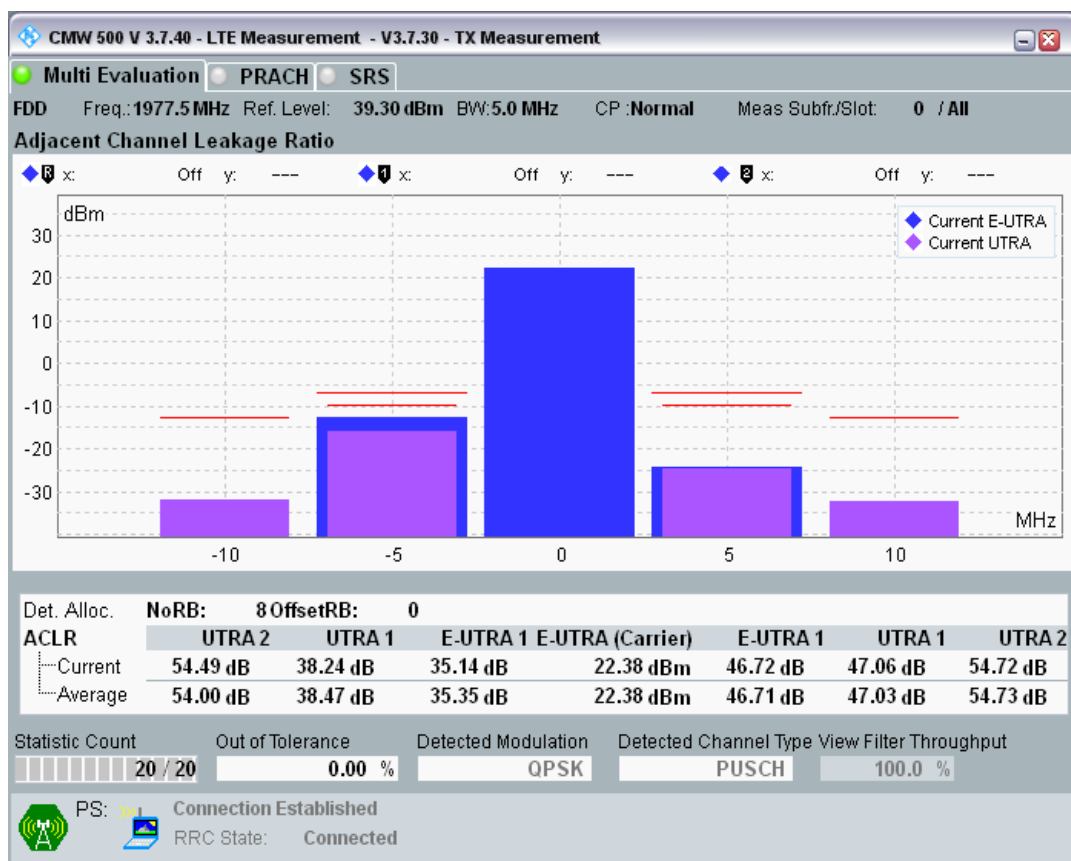 CMW 500 V 3.7.40 - LTE Measurement - V3.7.30 - TX Measurement
Multi Evaluation PRACH SRS
FDD Freq.: 1977.5 MHz Ref. Level: 39.30 dBm BW: 5.0 MHz CP : Normal Meas Subfr./Slot: 0 / All
Adjacent Channel Leakage Ratio
R x: Off y: --- 1 x: Off y: --- 2 x: Off y: ---
dBm
Current E-UTRA
Current UTRA
30
20
10
0
-10
-20
-30
MHz
-10 -5 0 5 10
Det. Alloc. NoRB: 8 OffsetRB: 0
ACLR UTRA 2 UTRA 1 E-UTRA 1 E-UTRA (Carrier) E-UTRA 1 UTRA 1 UTRA 2
Current 54.49 dB 38.24 dB 35.14 dB 22.38 dBm 46.72 dB 47.06 dB 54.72 dB
Average 54.00 dB 38.47 dB 35.35 dB 22.38 dBm 46.71 dB 47.03 dB 54.73 dB
Statistic Count Out of Tolerance Detected Modulation Detected Channel Type View Filter Throughput
20 / 20 0.00 % QPSK PUSCH 100.0 %
PS: Connection Established
RRC State: Connected